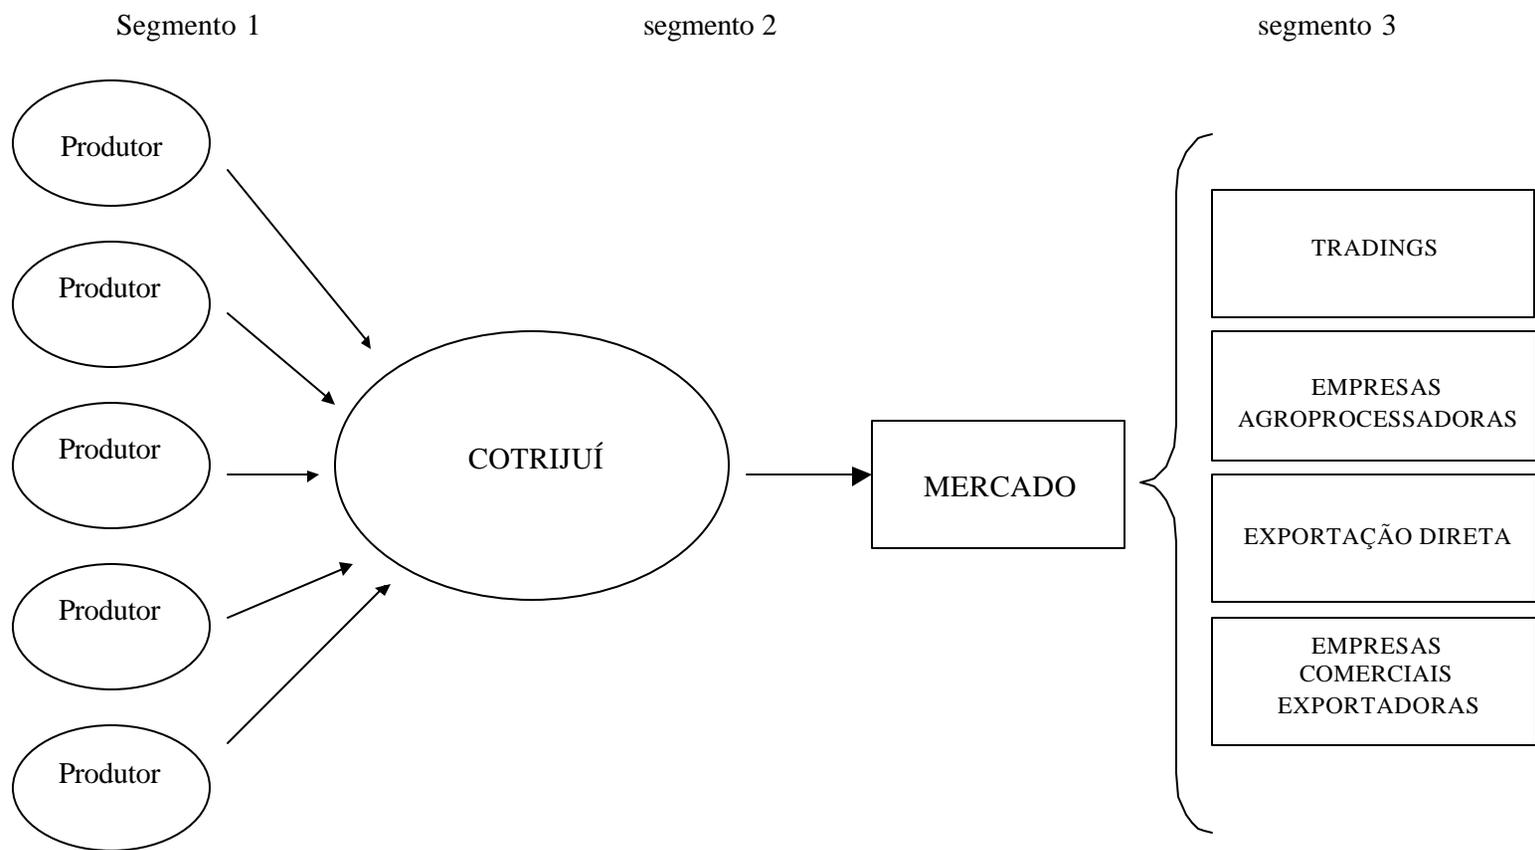 Segmento 1
segmento 2
segmento 3
Produtor
Produtor
Produtor
Produtor
Produtor
COTRIJUÍ
MERCADO
TRADINGS
EMPRESAS
AGROPROCESSADORAS
EXPORTAÇÃO DIRETA
EMPRESAS
COMERCIAIS
EXPORTADORAS